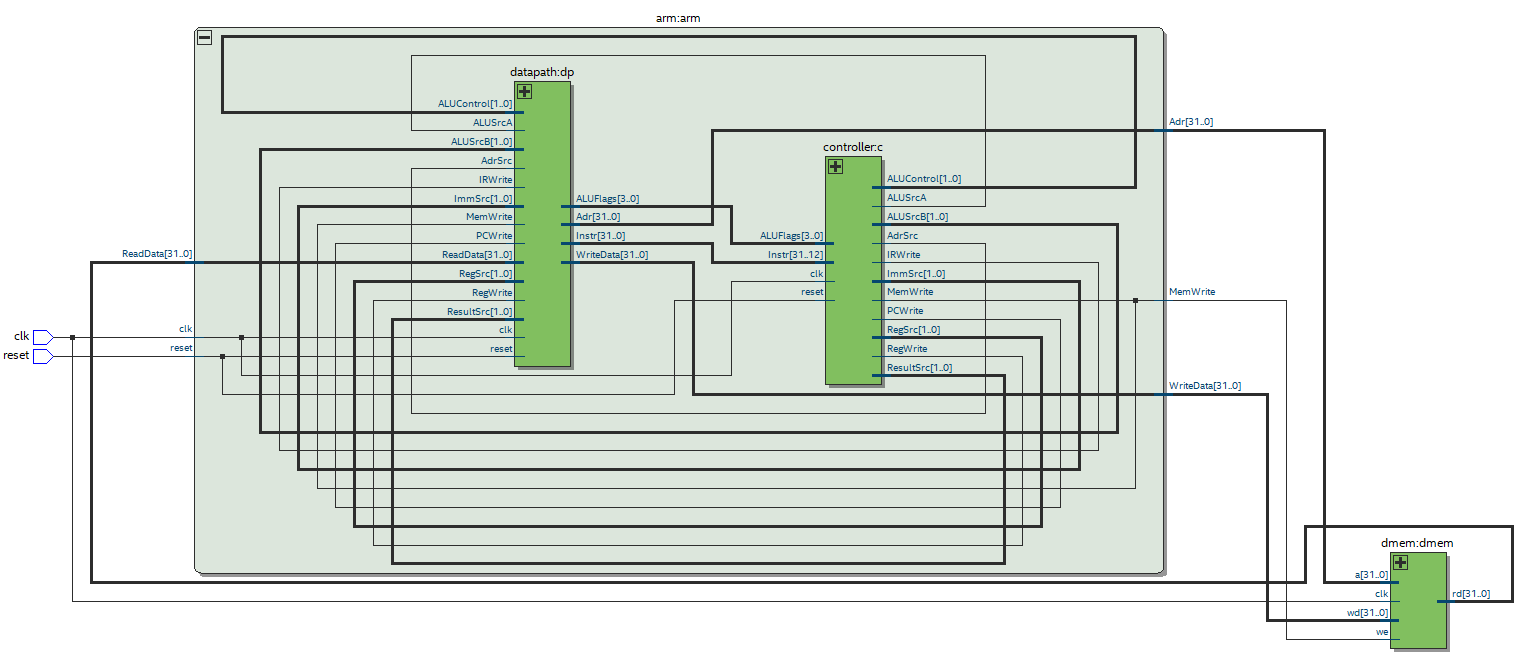 arm:arm
datapath:dp
ALUControl[1..0]
ALUSrcA
ALUSrcB[1..0]
AdrSrc
IRWrite
ImmSrc[1..0]
MemWrite
PCWrite
ReadData[31..0]
RegSrc[1..0]
RegWrite
ResultSrc[1..0]
clk
reset
ALUFlags[3..0]
Adr[31..0]
Instr[31..0]
WriteData[31..0]
controller:c
ALUFlags[3..0]
Instr[31..12]
clk
reset
ALUControl[1..0]
ALUSrcA
ALUSrcB[1..0]
AdrSrc
IRWrite
ImmSrc[1..0]
MemWrite
PCWrite
RegSrc[1..0]
RegWrite
ResultSrc[1..0]
ReadData[31..0]
clk
clk
reset
reset
Adr[31..0]
MemWrite
WriteData[31..0]
dmem:dmem
a[31..0]
clk
wd[31..0]
we
rd[31..0]